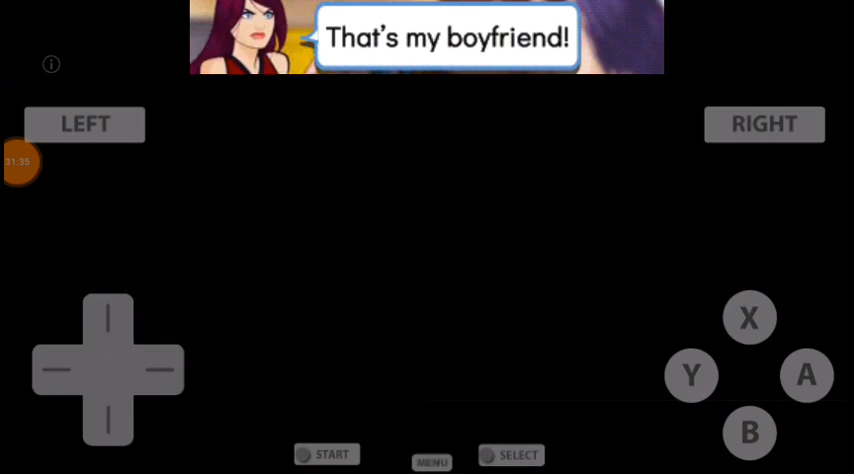 That's my boyfriend!
LEFT
RIGHT
31:35
X
Y
A
B
START
MENU
SELECT